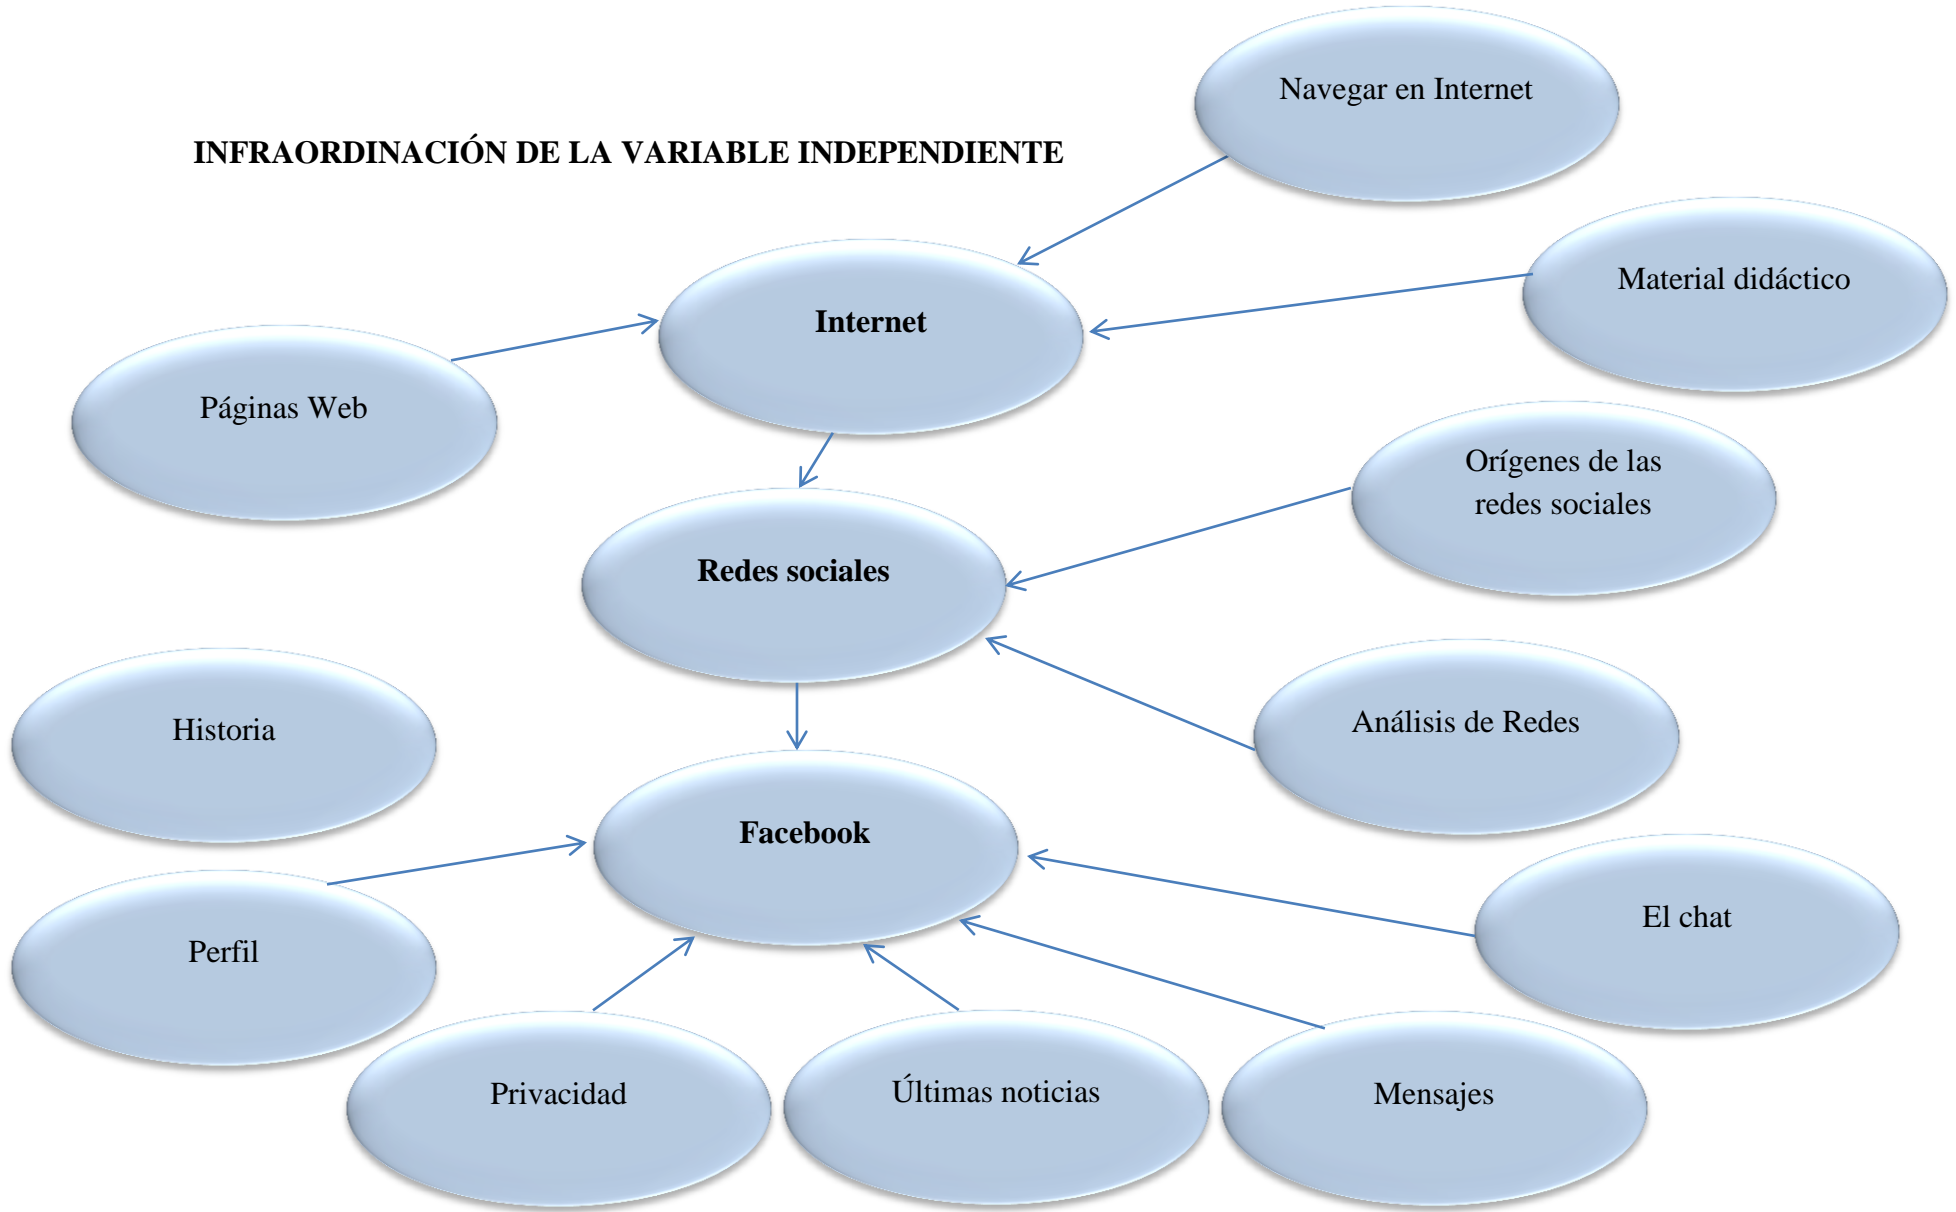 Navegar en Internet
INFRAORDINACIÓN DE LA VARIABLE INDEPENDIENTE
Material didáctico
Internet
Páginas Web
Orígenes de las
redes sociales
Redes sociales
Análisis de Redes
Historia
Facebook
El chat
Perfil
Privacidad
Últimas noticias
Mensajes